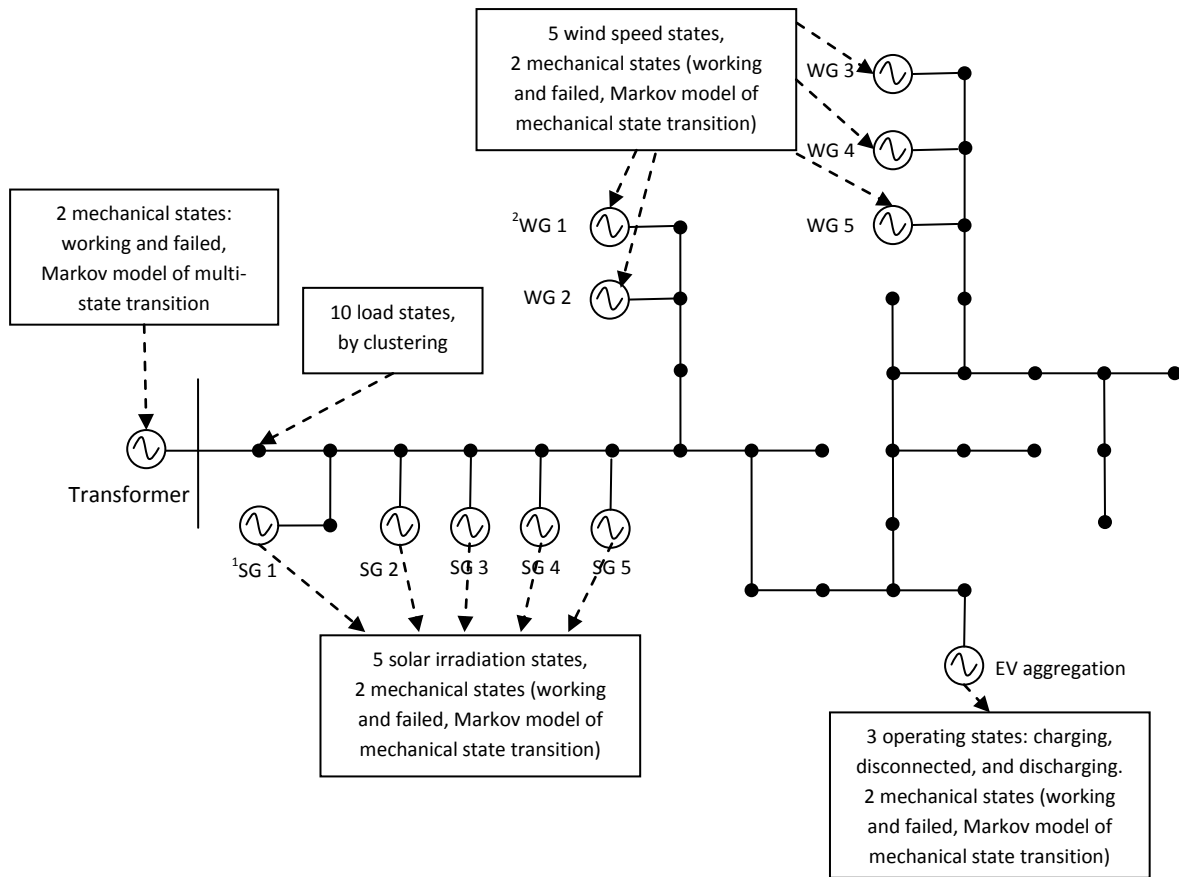 5 wind speed states,
2 mechanical states (working
and failed, Markov model of
mechanical state transition)
WG 3
WG 4
WG 5
2 mechanical states:
working and failed,
Markov model of multi-
state transition
²WG 1
WG 2
10 load states,
by clustering
Transformer
¹SG 1
SG 2
SG 3
SG 4
SG 5
5 solar irradiation states,
2 mechanical states (working
and failed, Markov model of
mechanical state transition)
EV aggregation
3 operating states: charging,
disconnected, and discharging.
2 mechanical states (working
and failed, Markov model of
mechanical state transition)